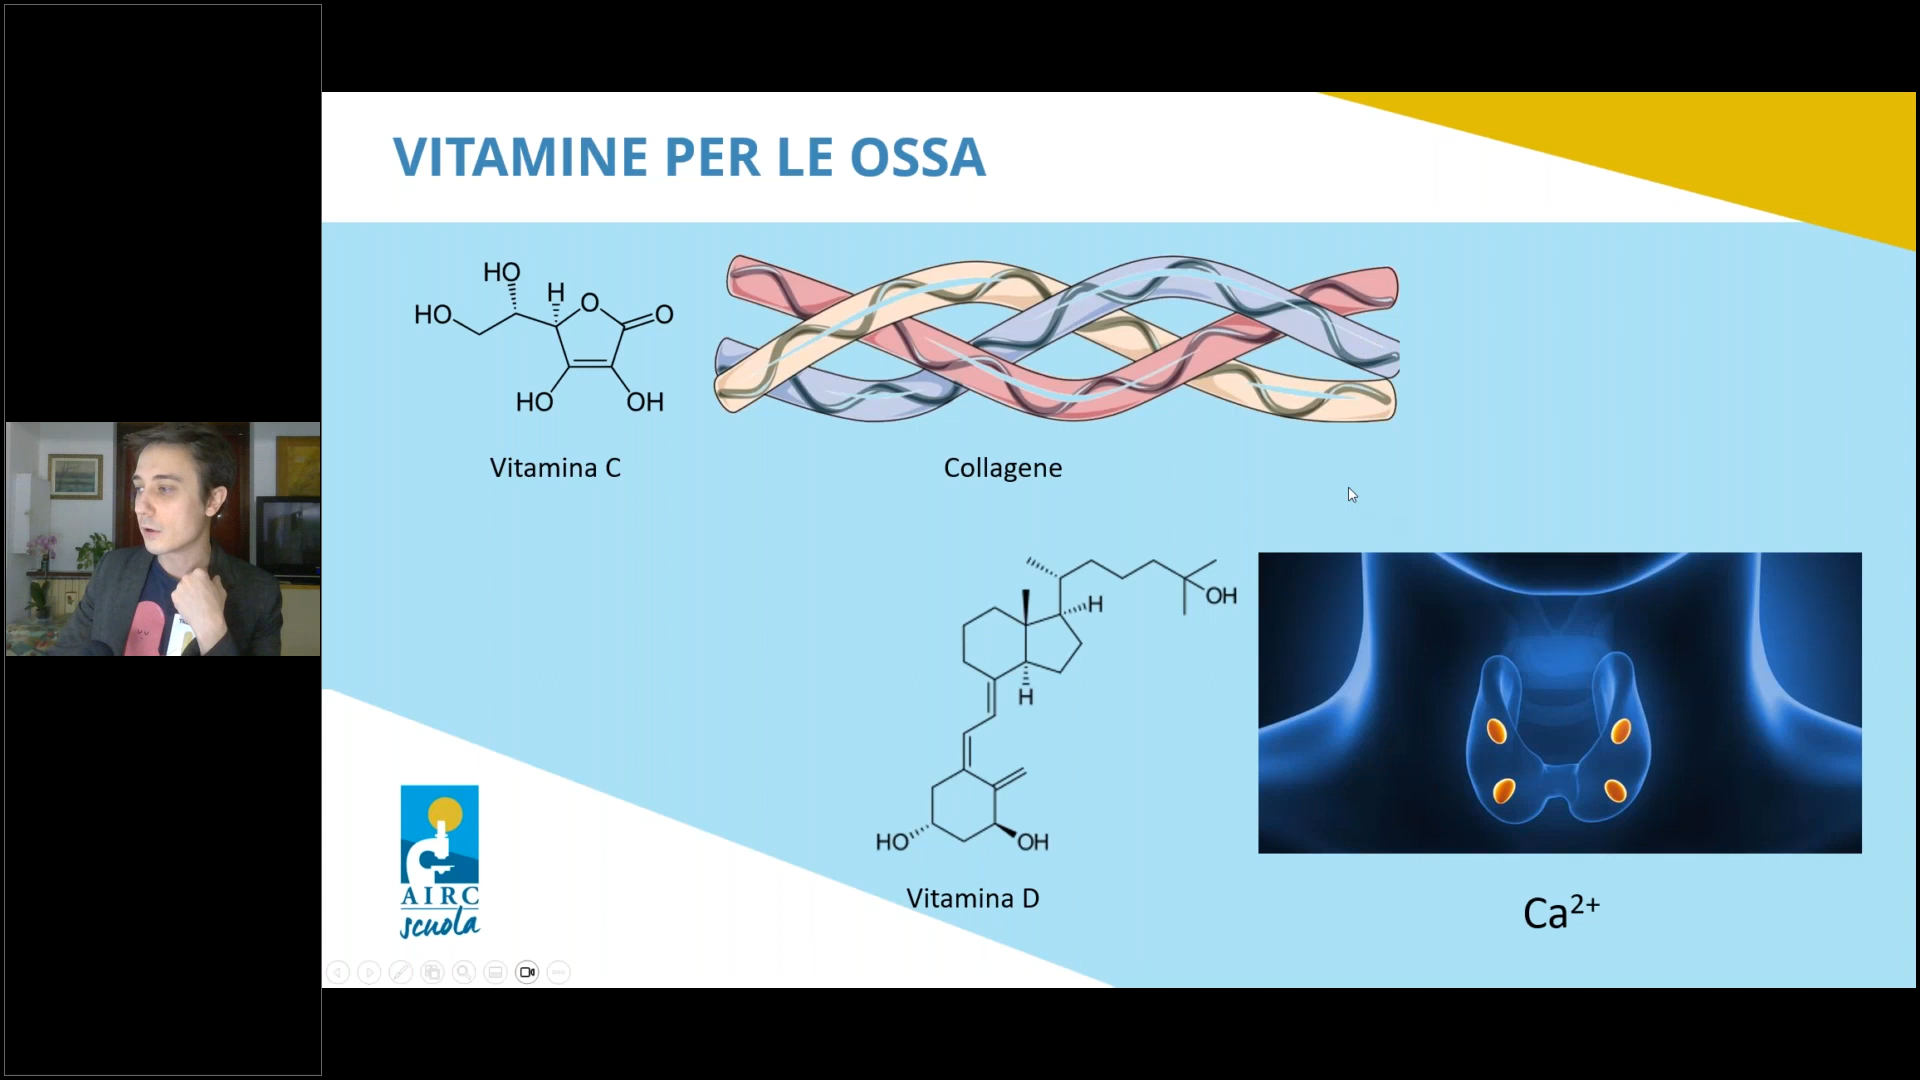 VITAMINE PER LE OSSA
HO
HO
H
O
O
HO
OH
Vitamina C
Collagene
OH
H
H
HO
OH
Vitamina D
Ca²⁺
AIRC
scuola